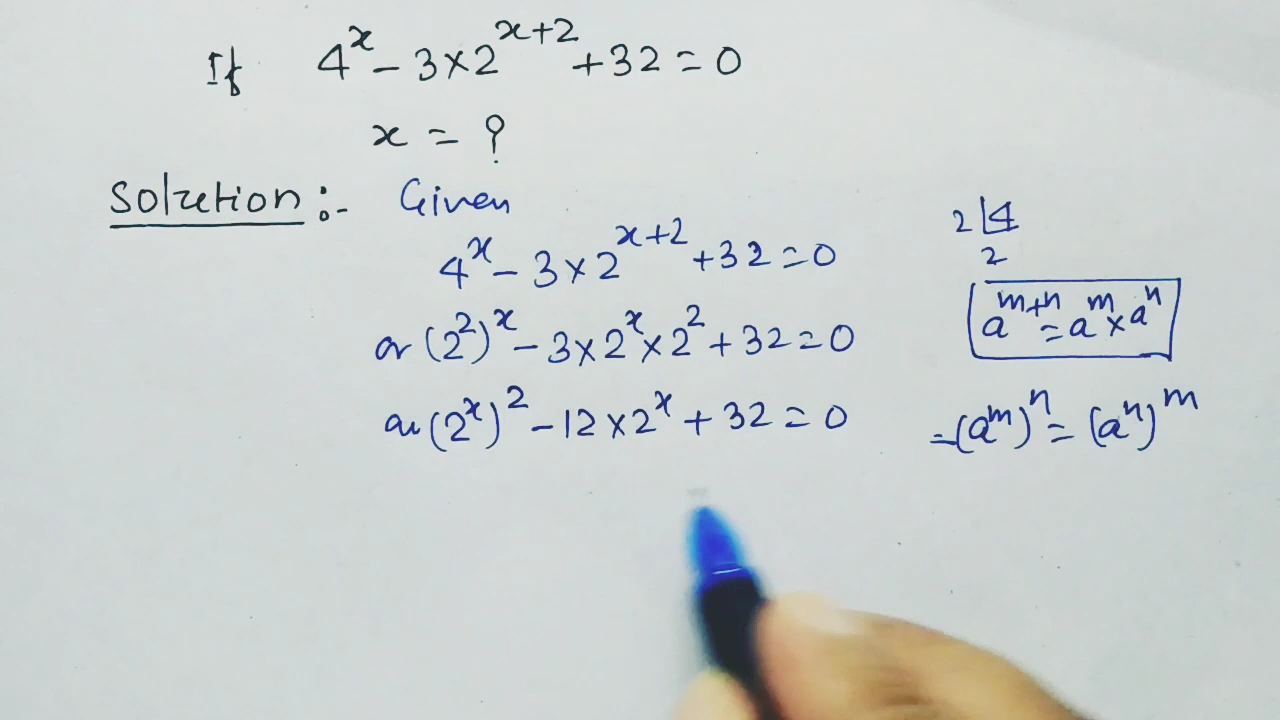 If 4^x - 3×2^(x+2) + 32 = 0
x = ?
Solution :- Given
4^x - 3×2^(x+2) + 32 = 0
or (2^2)^x - 3×2^x×2^2 + 32 = 0
or (2^x)^2 - 12×2^x + 32 = 0
2 | 4
2
a^(m+n) = a^m × a^n
= (a^m)^n = (a^n)^m